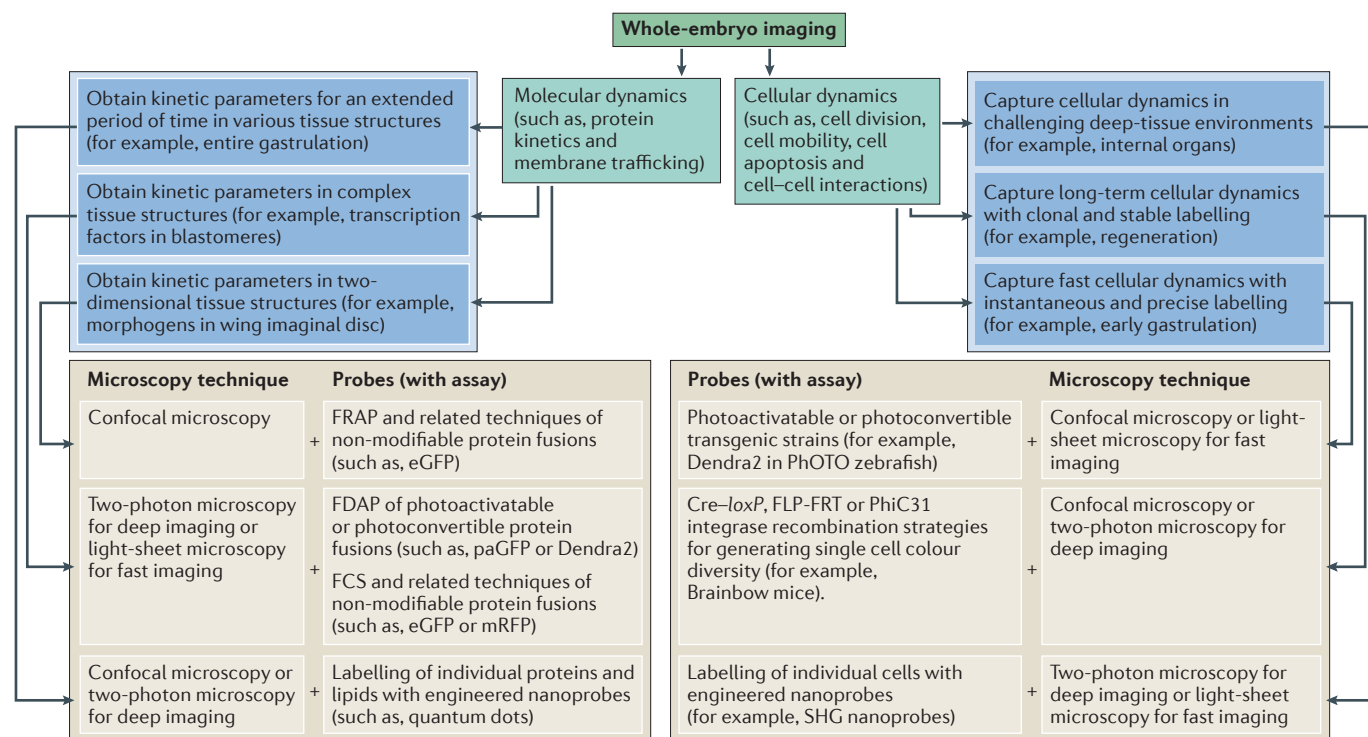 Whole-embryo imaging
Obtain kinetic parameters for an extended
period of time in various tissue structures
(for example, entire gastrulation)
Obtain kinetic parameters in complex
tissue structures (for example, transcription
factors in blastomeres)
Obtain kinetic parameters in two-
dimensional tissue structures (for example,
morphogens in wing imaginal disc)
Molecular dynamics
(such as, protein
kinetics and
membrane trafficking)
Cellular dynamics
(such as, cell division,
cell mobility, cell
apoptosis and
cell–cell interactions)
Capture cellular dynamics in
challenging deep-tissue environments
(for example, internal organs)
Capture long-term cellular dynamics
with clonal and stable labelling
(for example, regeneration)
Capture fast cellular dynamics with
instantaneous and precise labelling
(for example, early gastrulation)
Microscopy technique
Probes (with assay)
Confocal microscopy
+
FRAP and related techniques of
non-modifiable protein fusions
(such as, eGFP)
Two-photon microscopy
for deep imaging or
light-sheet microscopy
for fast imaging
+
FDAP of photoactivatable
or photoconvertible protein
fusions (such as, paGFP or Dendra2)
FCS and related techniques of
non-modifiable protein fusions
(such as, eGFP or mRFP)
Confocal microscopy or
two-photon microscopy
for deep imaging
+
Labelling of individual proteins and
lipids with engineered nanoprobes
(such as, quantum dots)
Probes (with assay)
Microscopy technique
Photoactivatable or photoconvertible
transgenic strains (for example,
Dendra2 in PhOTO zebrafish)
+
Confocal microscopy or light-
sheet microscopy for fast
imaging
Cre–loxP, FLP-FRT or PhiC31
integrase recombination strategies
for generating single cell colour
diversity (for example,
Brainbow mice).
+
Confocal microscopy or
two-photon microscopy for
deep imaging
Labelling of individual cells with
engineered nanoprobes
(for example, SHG nanoprobes)
+
Two-photon microscopy for
deep imaging or light-sheet
microscopy for fast imaging